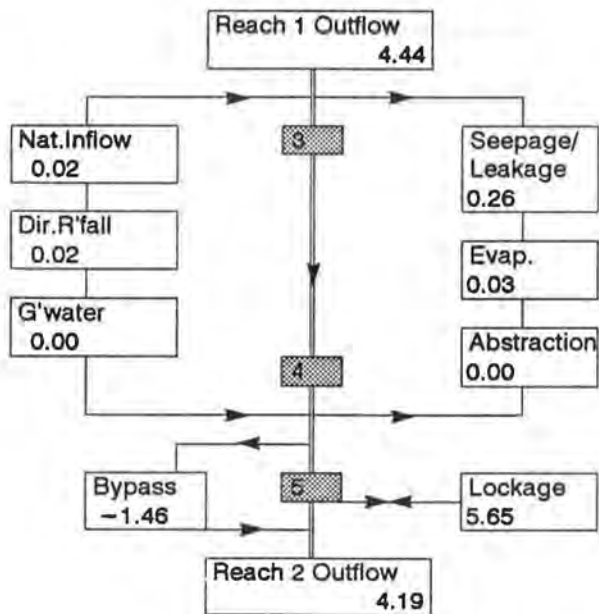 Reach 1 Outflow
4.44
Nat.Inflow
0.02
Dir.R'fall
0.02
G'water
0.00
3
4
Seepage/
Leakage
0.26
Evap.
0.03
Abstraction
0.00
Bypass
−1.46
5
Lockage
5.65
Reach 2 Outflow
4.19